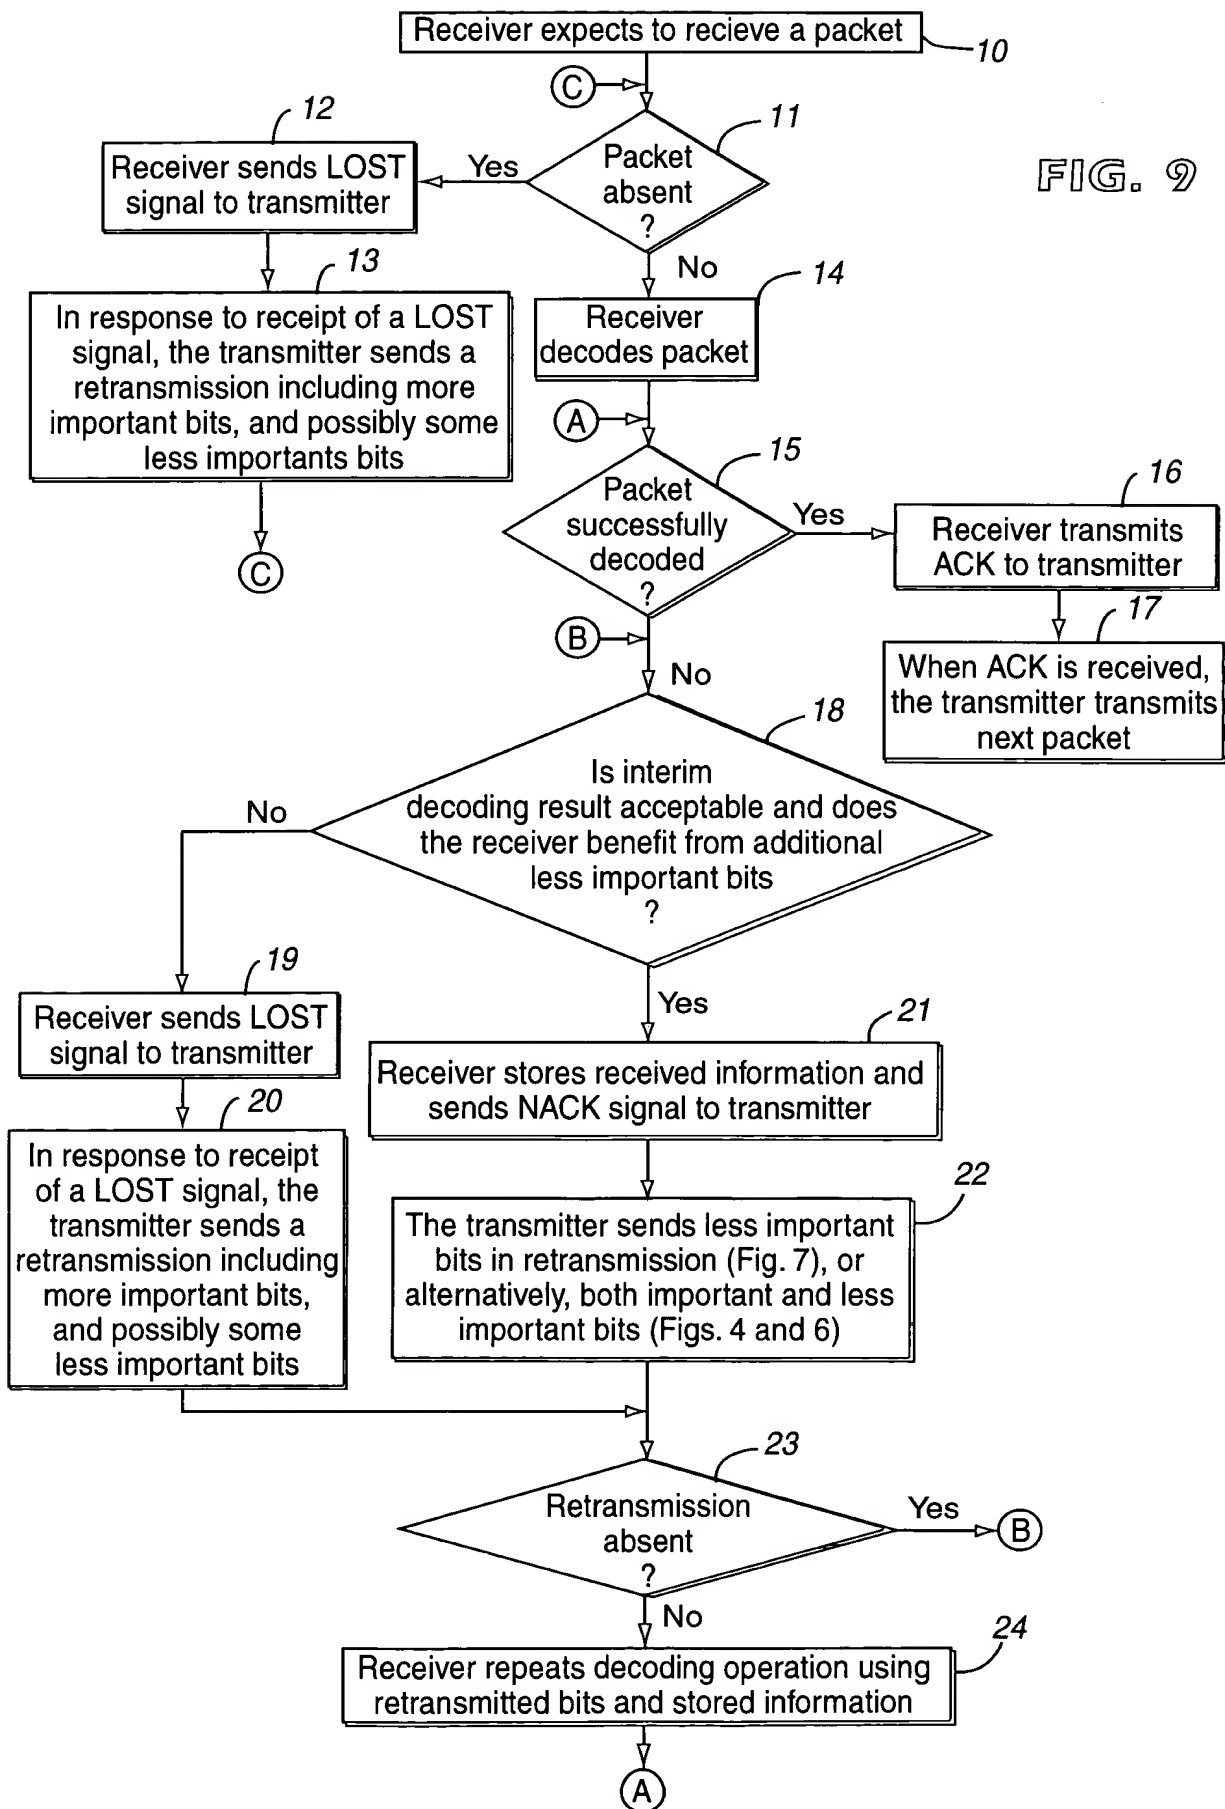 Receiver expects to recieve a packet
10
C
11
12
Packet
absent
?
Yes
Receiver sends LOST
signal to transmitter
FIG. 9
13
In response to receipt of a LOST
signal, the transmitter sends a
retransmission including more
important bits, and possibly some
less importants bits
C
No
14
Receiver
decodes packet
A
15
Packet
successfully
decoded
?
Yes
16
Receiver transmits
ACK to transmitter
17
When ACK is received,
the transmitter transmits
next packet
B
No
18
Is interim
decoding result acceptable and does
the receiver benefit from additional
less important bits
?
No
19
Receiver sends LOST
signal to transmitter
20
In response to receipt
of a LOST signal, the
transmitter sends a
retransmission including
more important bits,
and possibly some
less important bits
Yes
21
Receiver stores received information and
sends NACK signal to transmitter
22
The transmitter sends less important
bits in retransmission (Fig. 7), or
alternatively, both important and less
important bits (Figs. 4 and 6)
23
Retransmission
absent
?
Yes
B
No
24
Receiver repeats decoding operation using
retransmitted bits and stored information
A